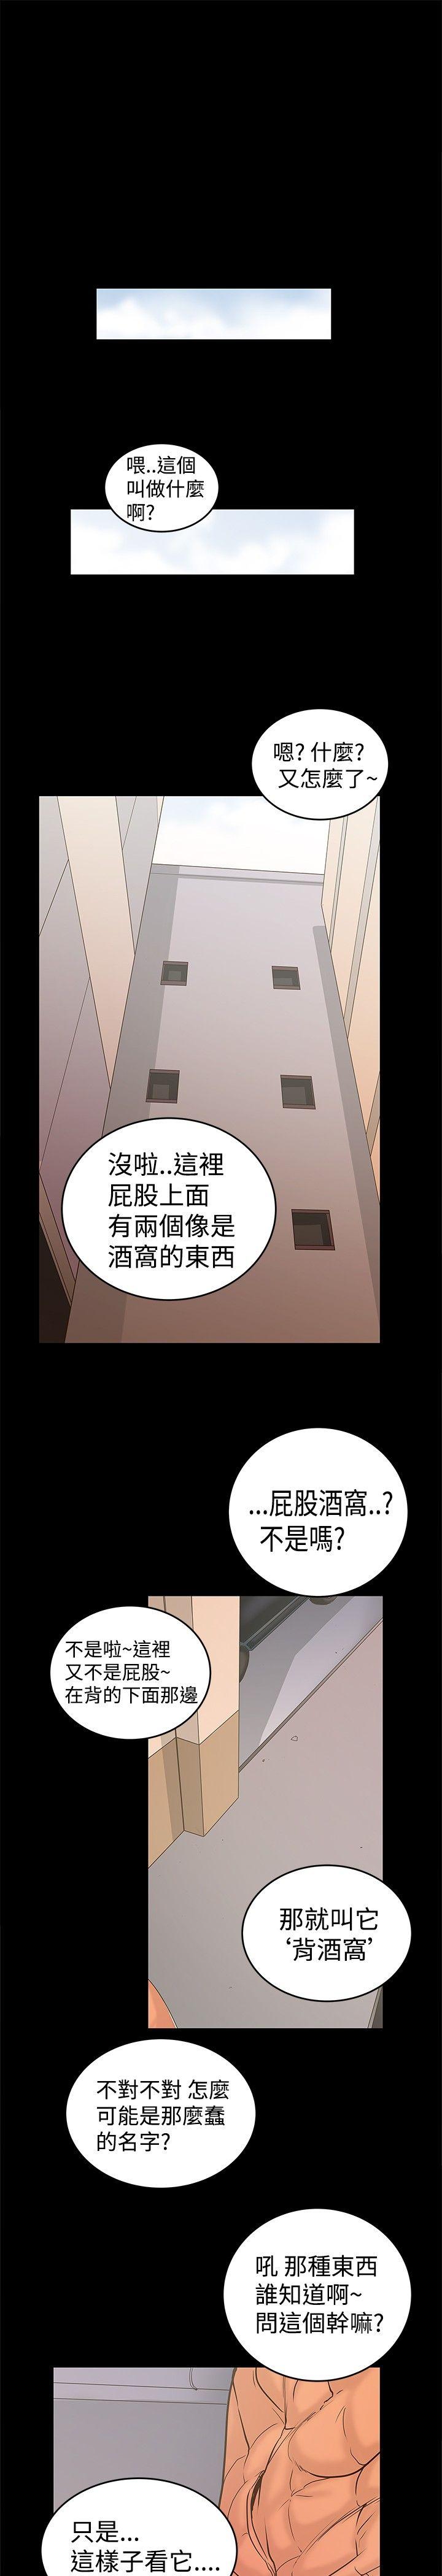 喂..這個
叫做什麼
啊?
嗯? 什麼?
又怎麼了~
沒啦..這裡
屁股上面
有兩個像是
酒窩的東西
...屁股酒窩..?
不是嗎?
不是啦~這裡
又不是屁股~
在背的下面那邊
那就叫它
‘背酒窩’
不對不對 怎麼
可能是那麼蠢
的名字?
吼 那種東西
誰知道啊~
問這個幹嘛?
只是...
這樣子看它....